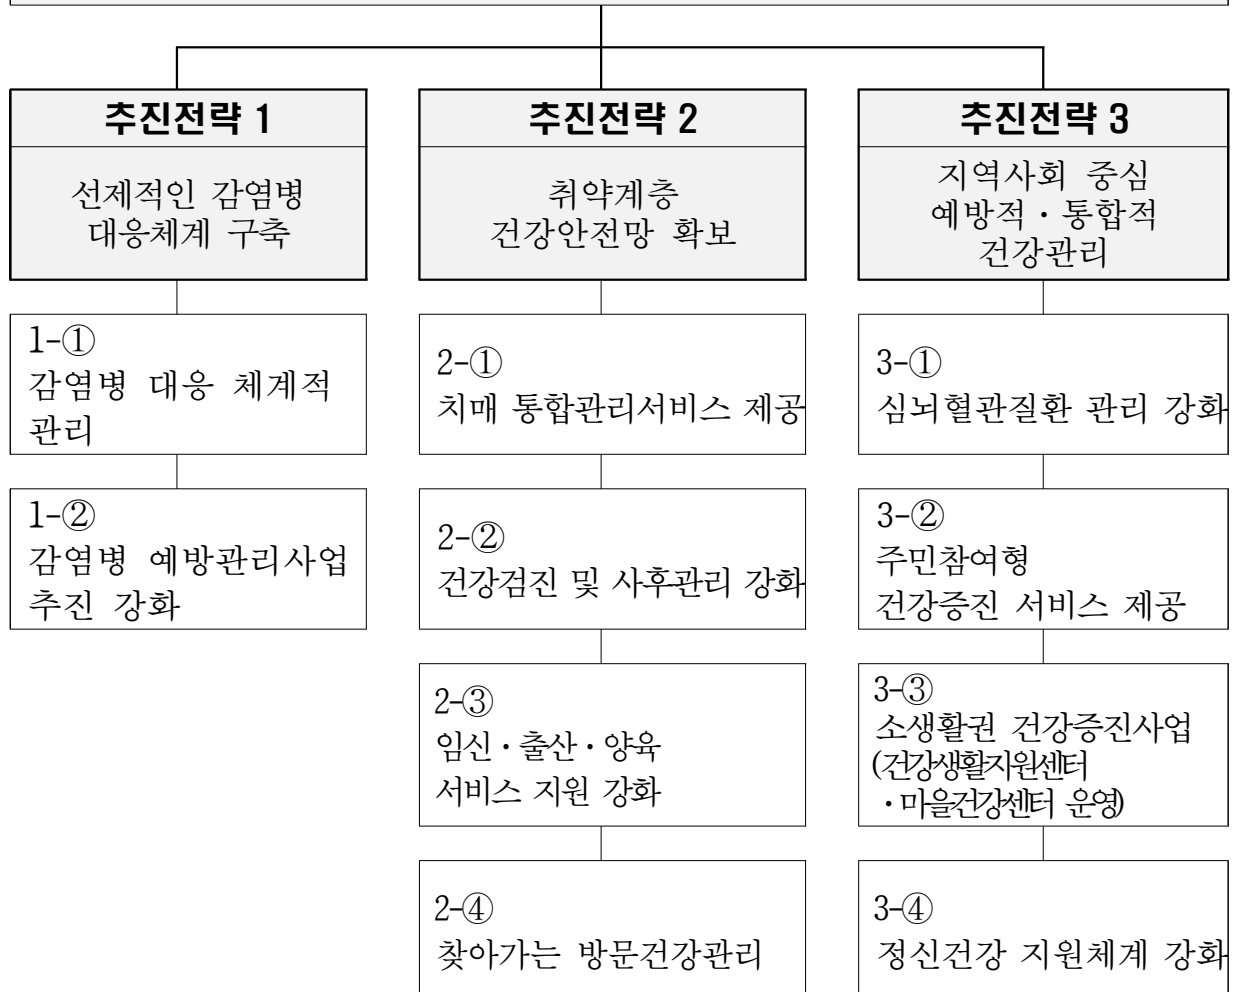 추진전략 1
선제적인 감염병
대응체계 구축
1-①
감염병 대응 체계적
관리
1-②
감염병 예방관리사업
추진 강화
추진전략 2
취약계층
건강안전망 확보
2-①
치매 통합관리서비스 제공
2-②
건강검진 및 사후관리 강화
2-③
임신・출산・양육
서비스 지원 강화
2-④
찾아가는 방문건강관리
추진전략 3
지역사회 중심
예방적・통합적
건강관리
3-①
심뇌혈관질환 관리 강화
3-②
주민참여형
건강증진 서비스 제공
3-③
소생활권 건강증진사업
(건강생활지원센터
・마을건강센터 운영)
3-④
정신건강 지원체계 강화